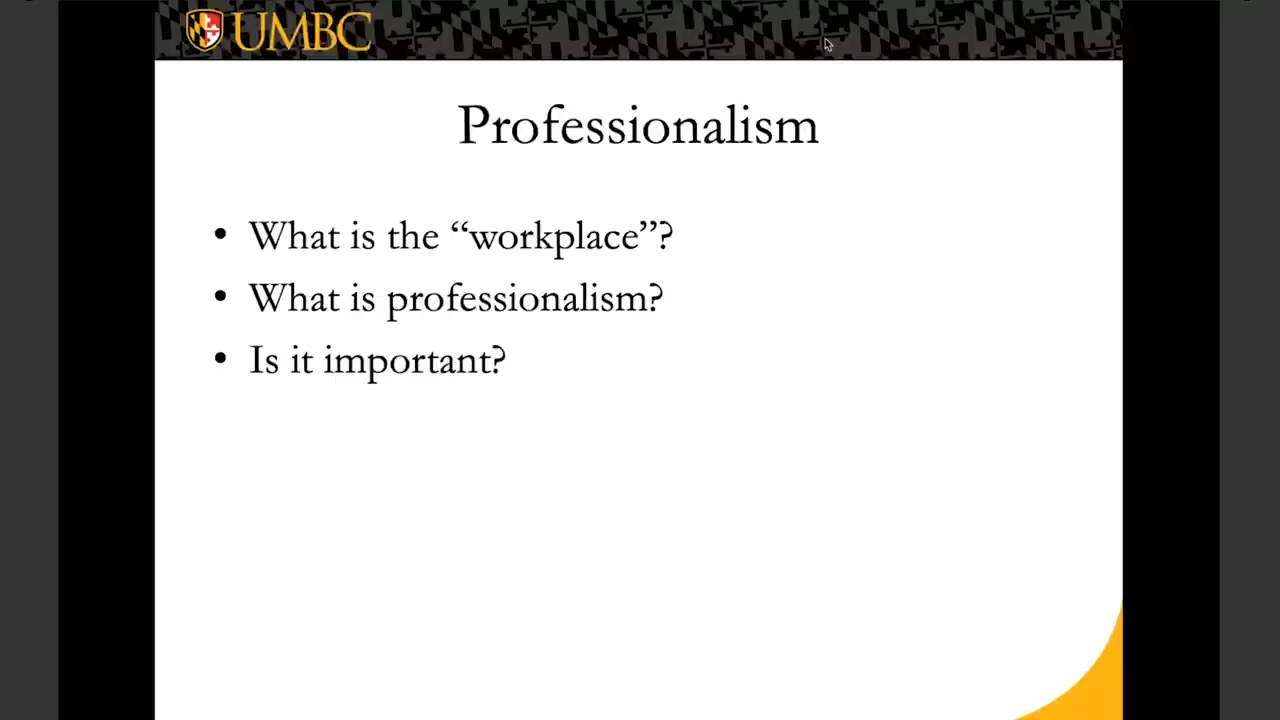 UMBC
Professionalism
• What is the “workplace”?
• What is professionalism?
• Is it important?